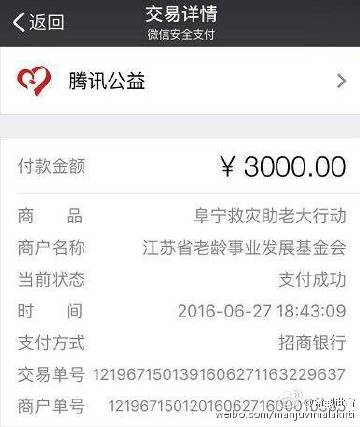 返回
交易详情
微信安全支付
腾讯公益
付款金额 ¥ 3000.00
商 品 阜宁救灾助老大行动
商户名称 江苏省老龄事业发展基金会
当前状态 支付成功
时 间 2016-06-27 18:43:09
支付方式 招商银行
交易单号 1219671501391606271163229637
商户单号
weibo.com/manjuvimalakirti